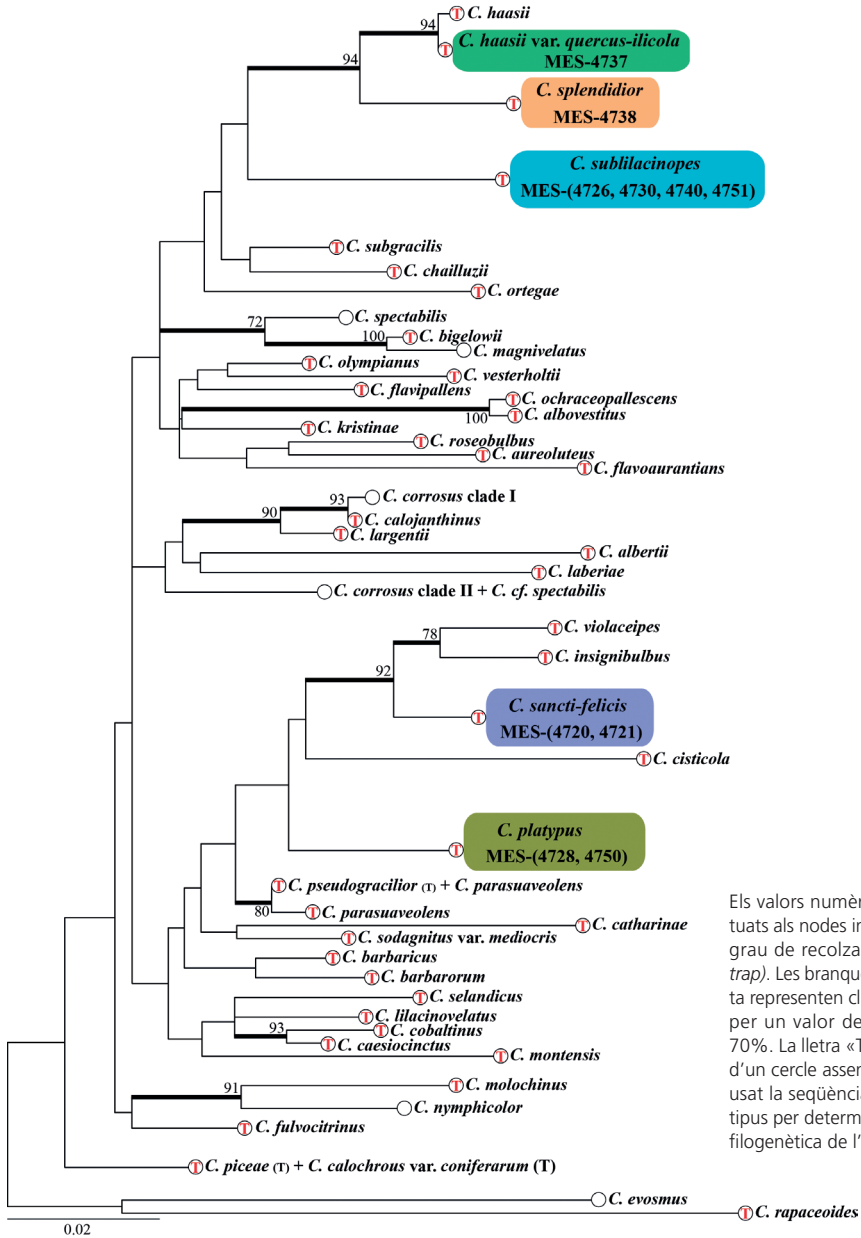 94
T C. haasii
94
T C. haasii var. quercus-ilicola
MES-4737
T C. splendidior
MES-4738
T C. sublilacinopes
MES-(4726, 4730, 4740, 4751)
T C. subgracilis
T C. chailluzii
T C. ortegae
72
C. spectabilis
100
T C. bigelowii
C. magnivelatus
T C. olympianus
T C. vesterholtii
T C. flavipallens
T C. ochraceopallescens
100
T C. albovestitus
T C. kristinae
T C. roseobulbus
T C. aureoluteus
T C. flavoaurantians
93
C. corrosus clade I
90
T C. calojanthinus
T C. largentii
T C. albertii
T C. laberiae
C. corrosus clade II + C. cf. spectabilis
78
T C. violaceipes
T C. insignibulbus
92
T C. sancti-felicis
MES-(4720, 4721)
T C. cisticola
T C. platypus
MES-(4728, 4750)
T C. pseudogracilior (T) + C. parasuaveolens
80
T C. parasuaveolens
T C. catharinae
T C. sodagnitus var. mediocris
T C. barbaricus
T C. barbarorum
T C. selandicus
T C. lilacinovelatus
93
T C. cobaltinus
T C. caesiocinctus
T C. montensis
91
T C. molochinus
C. nymphicolor
T C. fulvocitrinus
T C. piceae (T) + C. calochrous var. coniferarum (T)
C. evosmus
T C. rapaceoides
0.02
Els valors numèr
tuats als nodes in
grau de recolza
trap). Les branque
ta representen cl
per un valor de
70%. La lletra «T
d'un cercle asser
usat la seqüència
tipus per determ
filogenètica de l'